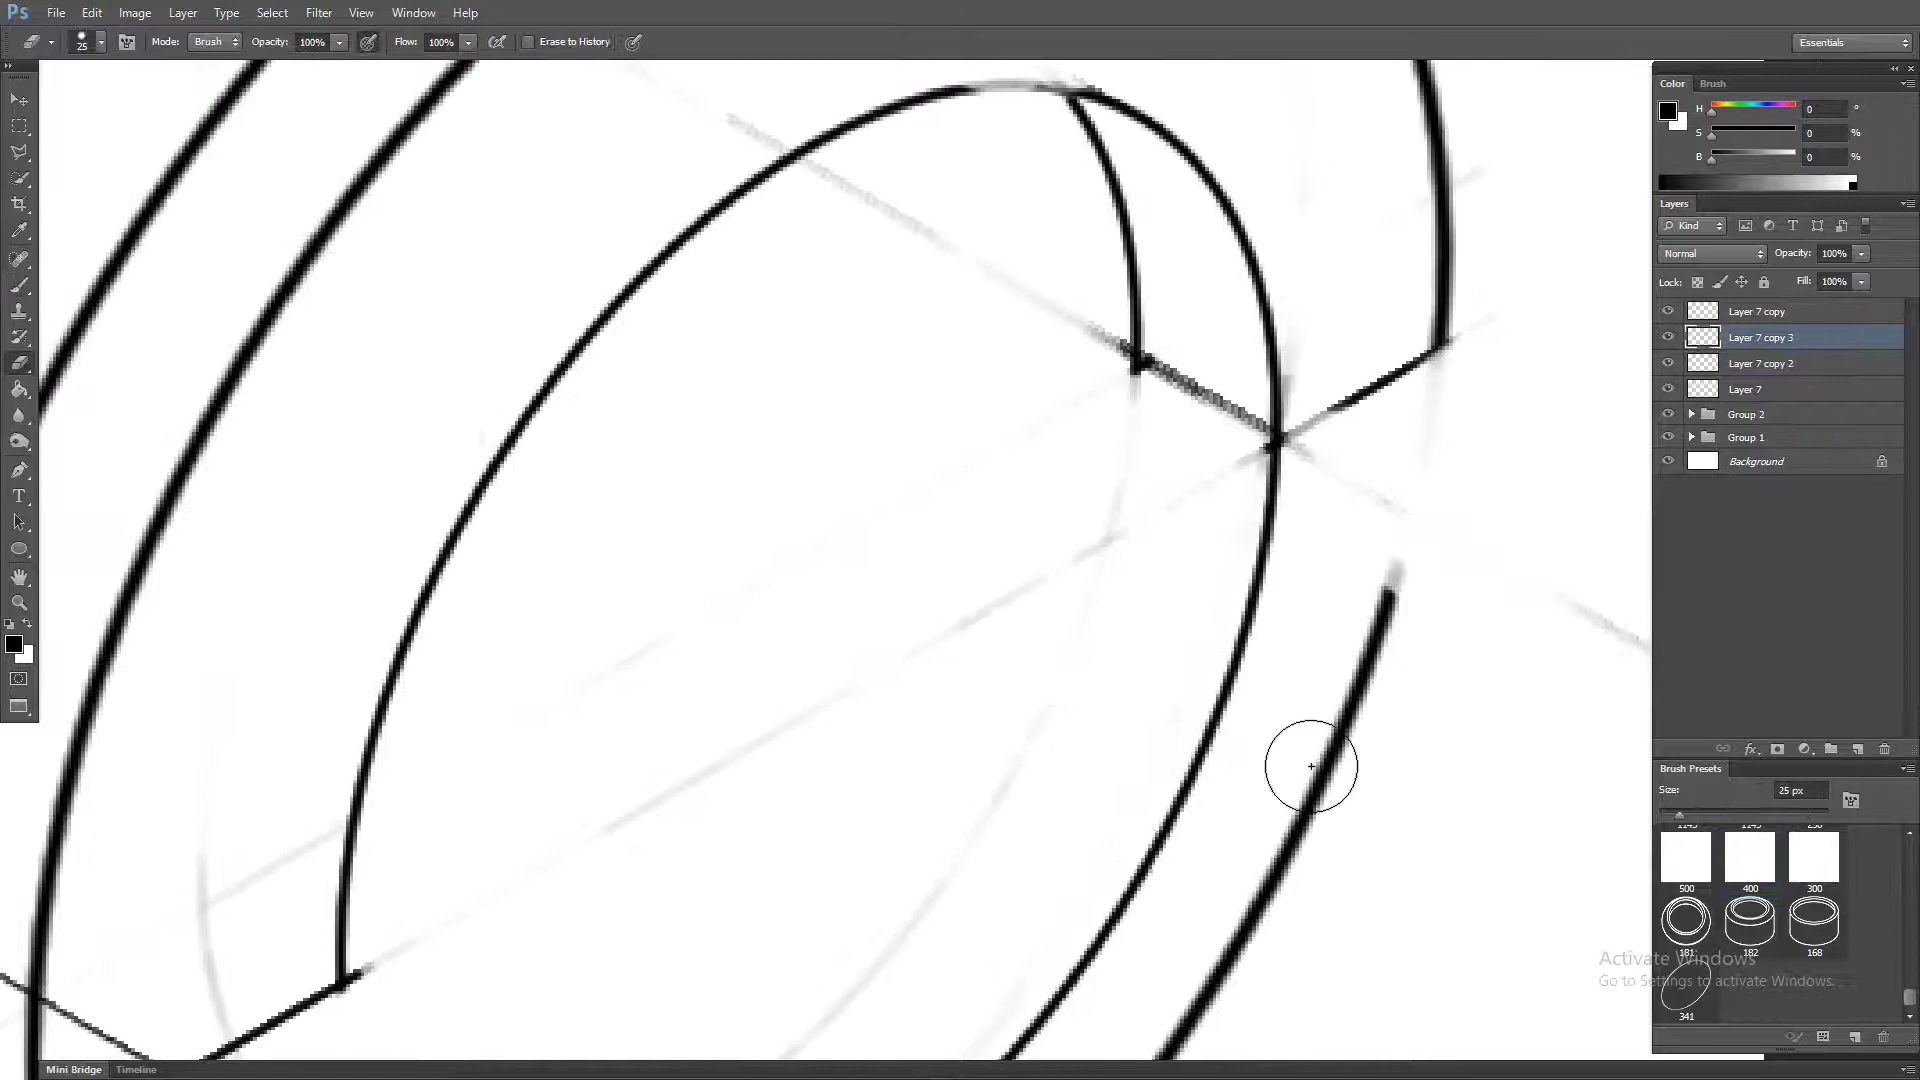 Ps File Edit Image Layer Type Select Filter View Window Help
25 Mode: Brush Opacity: 100% Flow: 100% Erase to History Essentials
Color Brush
H 0 °
S 0 %
B 0 %
Layers
Kind
Normal Opacity: 100%
Lock: Fill: 100%
Layer 7 copy
Layer 7 copy 3
Layer 7 copy 2
Layer 7
Group 2
Group 1
Background
fx
Brush Presets
Size: 25 px
500 400 300
181 182 168
Activate Windows
Go to Settings to activate Windows.
341
Mini Bridge Timeline